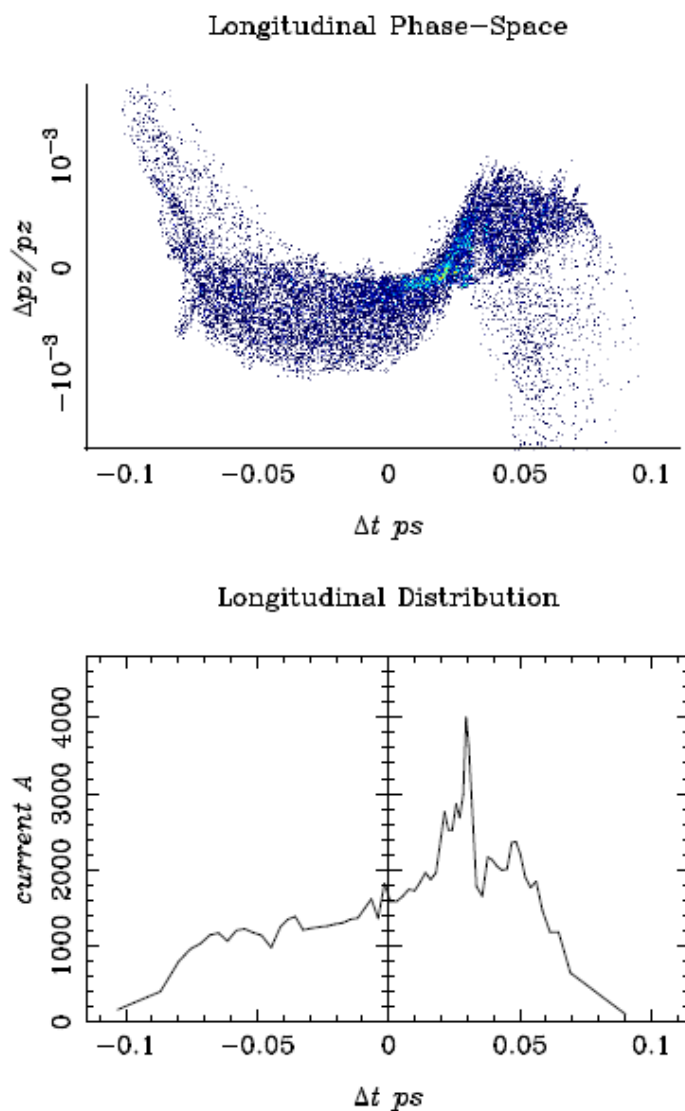 Longitudinal Phase-Space
10⁻³
0
-10⁻³
Δpz/pz
-0.1 -0.05 0 0.05 0.1
Δt ps
Longitudinal Distribution
4000
3000
2000
1000
0
current A
-0.1 -0.05 0 0.05 0.1
Δt ps